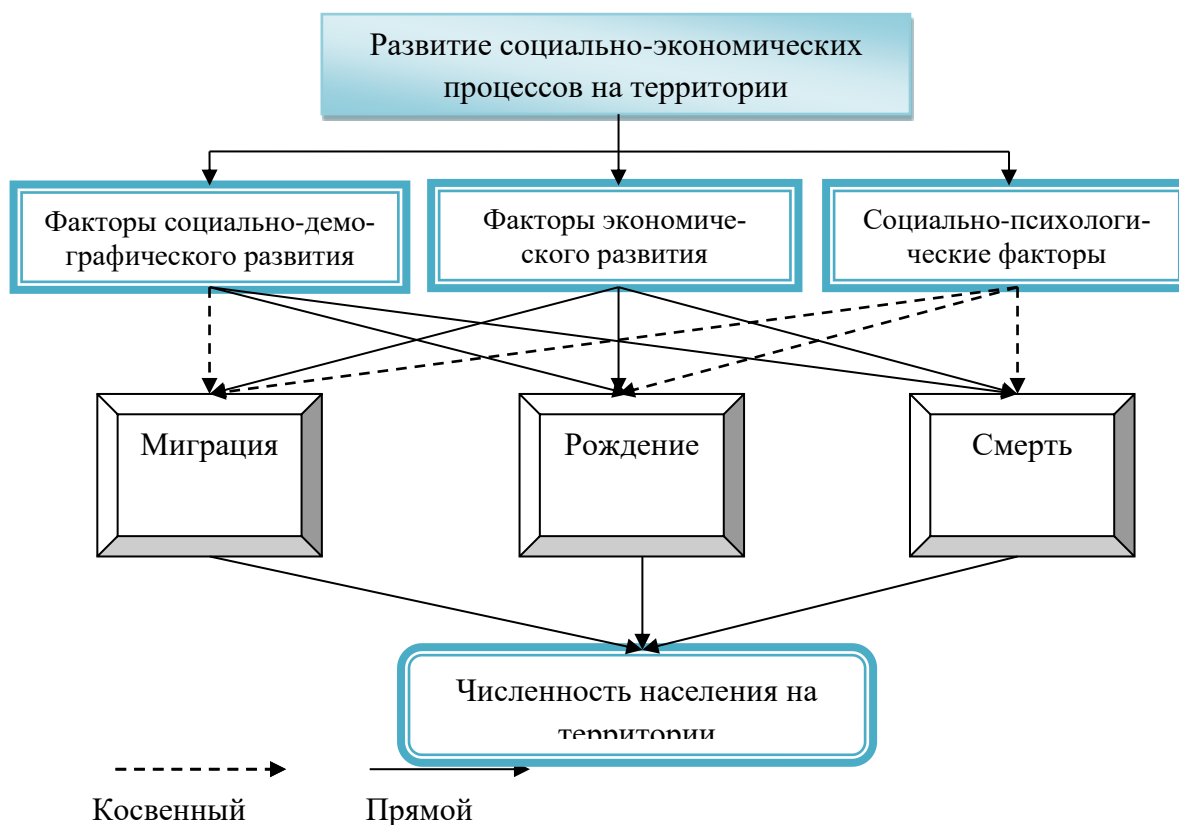 Развитие социально-экономических
процессов на территории
Факторы социально-демо-
графического развития
Факторы экономиче-
ского развития
Социально-психологи-
ческие факторы
Миграция
Рождение
Смерть
Численность населения на
территории
Косвенный
Прямой